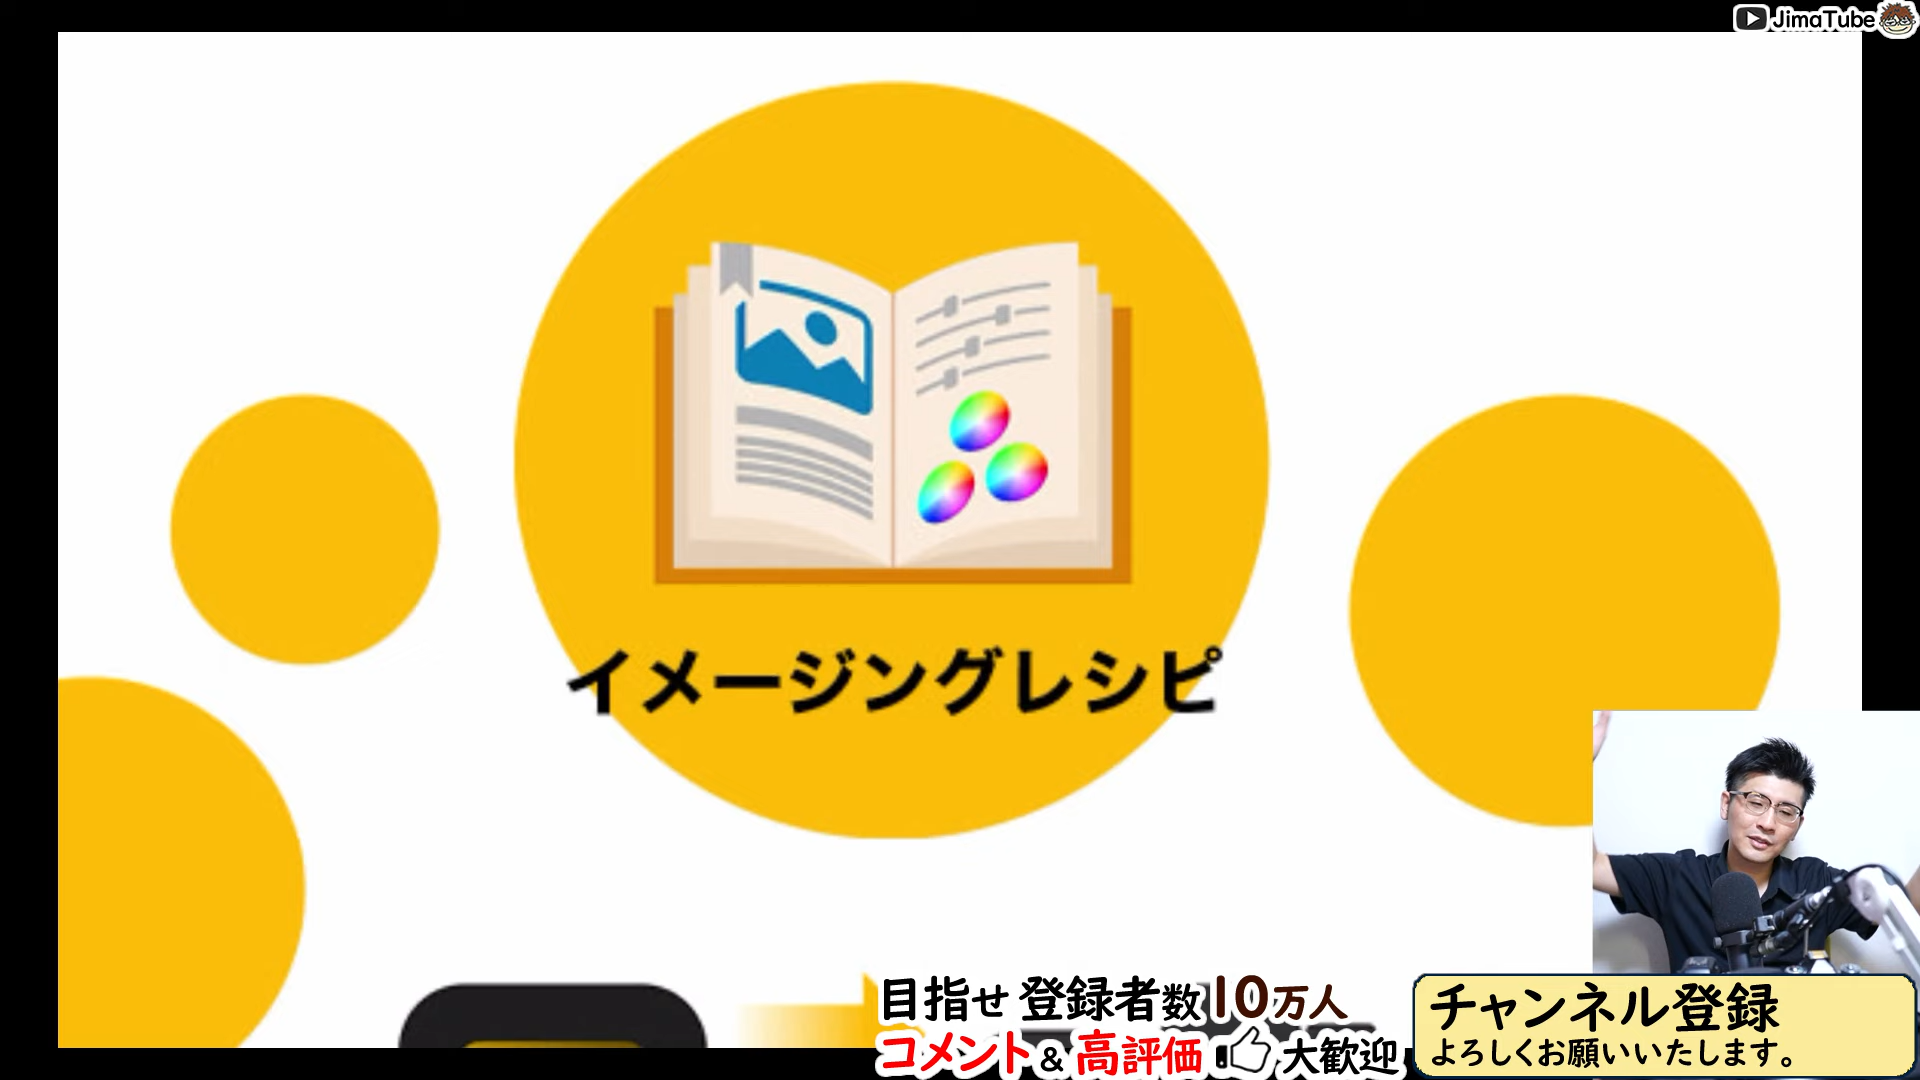 JimaTube
イメージングレシピ
目指せ 登録者数10万人
コメント&高評価 大歓迎
チャンネル登録
よろしくお願いいたします。